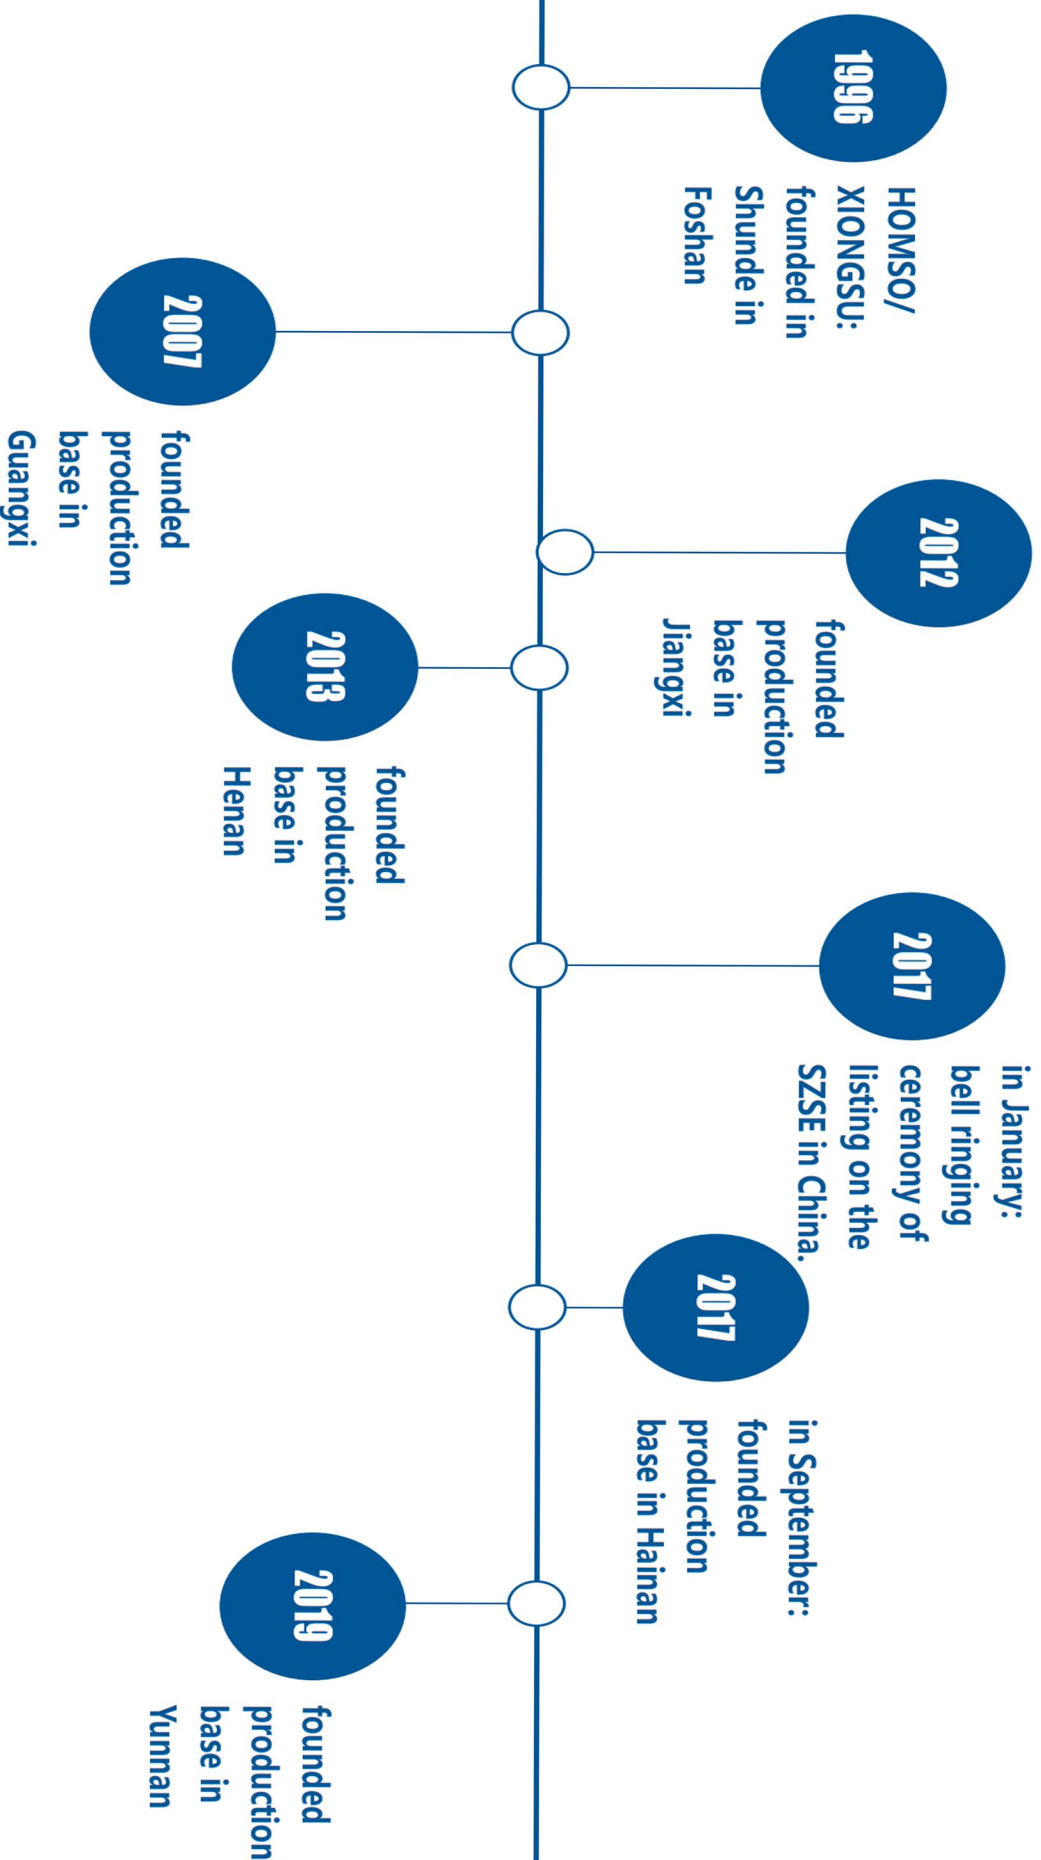 1996
HOMSO/
XIONGSU:
founded in
Shunde in
Foshan
2007
founded
production
base in
Guangxi
2012
founded
production
base in
Jiangxi
2013
founded
production
base in
Henan
2017
in January:
bell ringing
ceremony of
listing on the
SZSE in China.
2017
in September:
founded
production
base in Hainan
2019
founded
production
base in
Yunnan